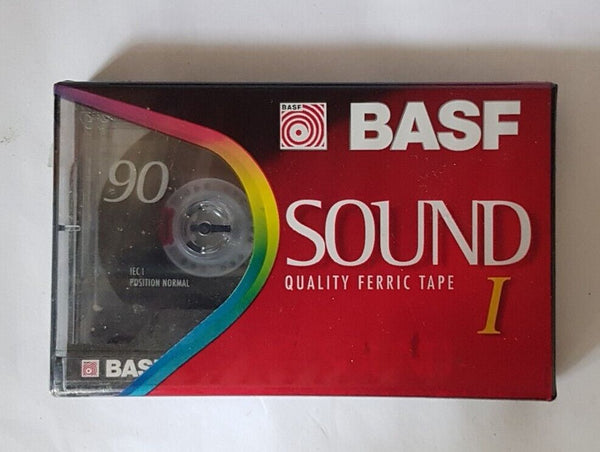 BASF
BASF
90
SOUND
QUALITY FERRIC TAPE
I
IEC I
POSITION NORMAL
BASF